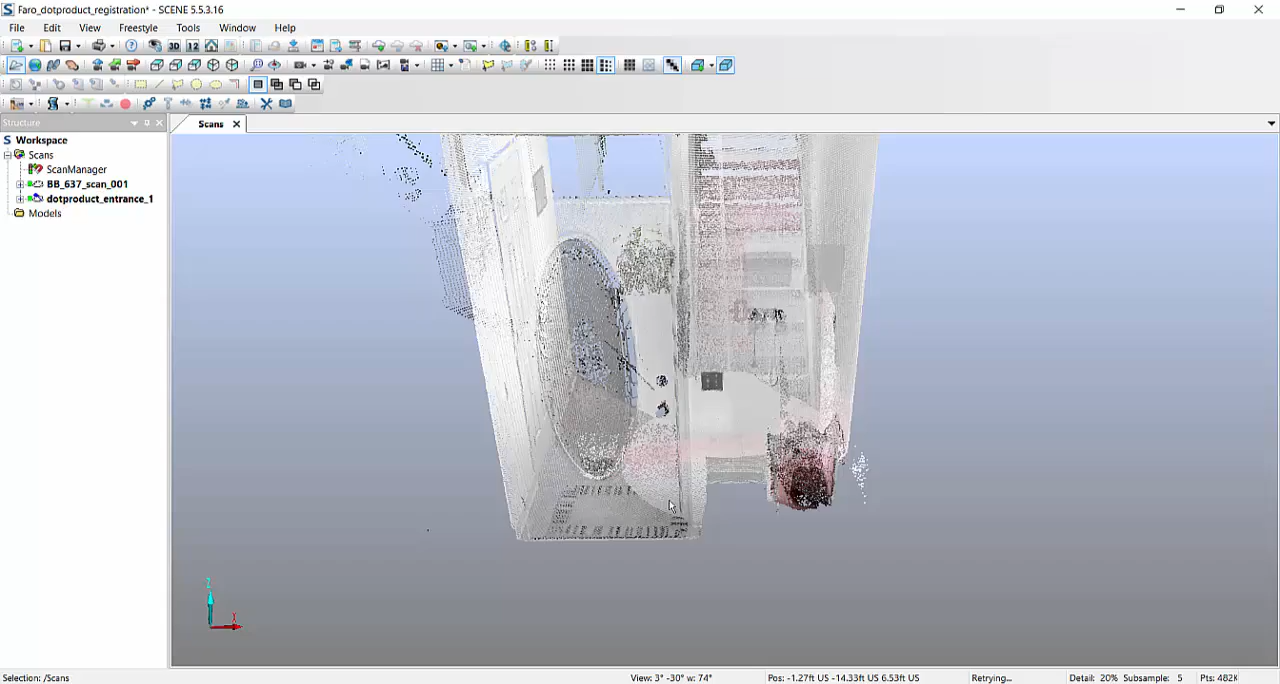 Faro_dotproduct_registration* - SCENE 5.5.3.16
File Edit View Freestyle Tools Window Help
3D 12
Structure
Scans
Workspace
Scans
ScanManager
BB_637_scan_001
dotproduct_entrance_1
Models
Z
X
Selection: /Scans View: 3° -30° w: 74° Pos: -1.27ft US -14.33ft US 6.53ft US Retrying... Detail: 20% Subsample: 5 Pts: 482K